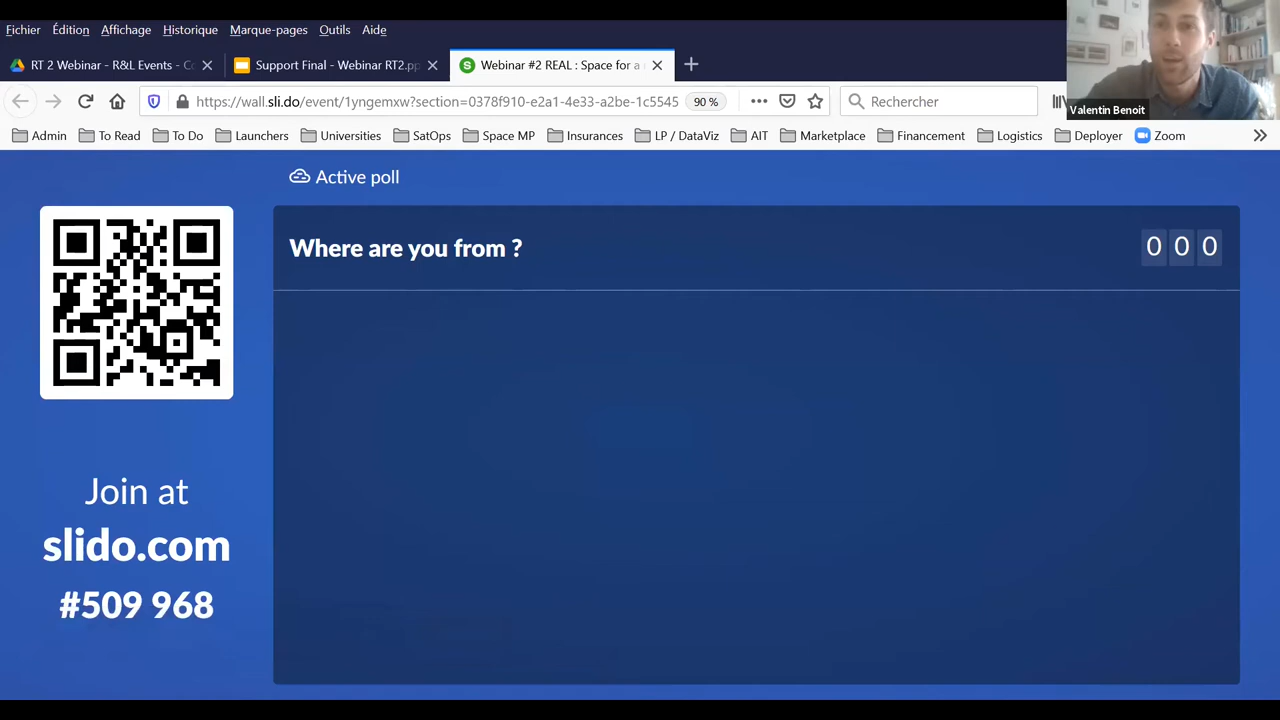 Fichier Édition Affichage Historique Marque-pages Outils Aide
RT 2 Webinar - R&L Events - Co
Support Final - Webinar RT2.pp
Webinar #2 REAL : Space for a
https://wall.sli.do/event/1yngemxw?section=0378f910-e2a1-4e33-a2be-1c5545 90 % Rechercher
Valentin Benoit
Admin To Read To Do Launchers Universities SatOps Space MP Insurances LP / DataViz AIT Marketplace Financement Logistics Deployer Zoom
Active poll
Where are you from ?
0 0 0
Join at
slido.com
#509 968